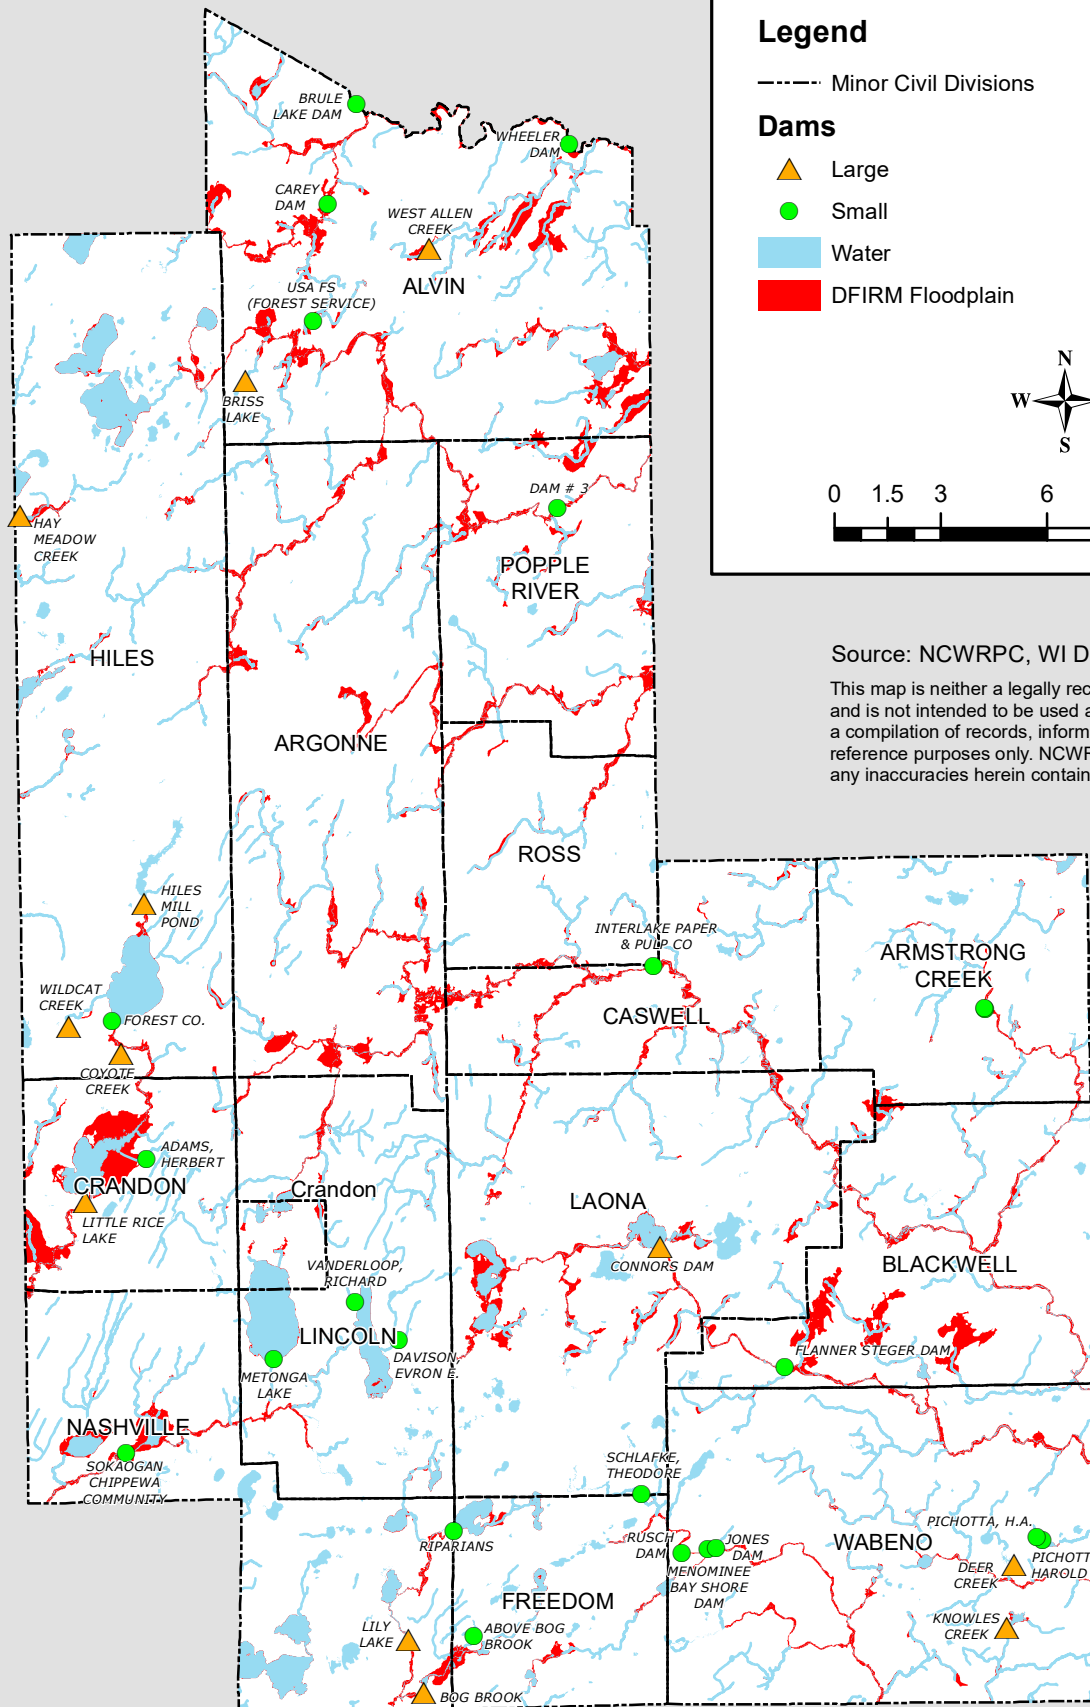 Legend
Minor Civil Divisions
Dams
Large
Small
Water
DFIRM Floodplain
N
W
S
0 1.5 3 6
Source: NCWRPC, WI D
This map is neither a legally rec
and is not intended to be used a
a compilation of records, inform
reference purposes only. NCWR
any inaccuracies herein contain
BRULE
LAKE DAM
WHEELER
DAM
CAREY
DAM
WEST ALLEN
CREEK
ALVIN
USA FS
(FOREST SERVICE)
BRISS
LAKE
HAY
MEADOW
CREEK
DAM # 3
POPPLE
RIVER
HILES
ARGONNE
ROSS
HILES
MILL
POND
INTERLAKE PAPER
& PULP CO
ARMSTRONG
CREEK
WILDCAT
CREEK
FOREST CO.
CASWELL
COYOTE
CREEK
ADAMS,
HERBERT
CRANDON
Crandon
LITTLE RICE
LAKE
LAONA
CONNORS DAM
BLACKWELL
VANDERLOOP,
RICHARD
LINCOLN
DAVISON,
EVRON E.
METONGA
LAKE
FLANNER STEGER DAM
NASHVILLE
SOKAOGAN
CHIPPEWA
COMMUNITY
SCHLAFKE,
THEODORE
RIPARIANS
RUSCH
DAM
JONES
DAM
MENOMINEE
BAY SHORE
DAM
WABENO
PICHOTTA, H.A.
PICHOTT
HAROLD
DEER
CREEK
FREEDOM
KNOWLES
CREEK
LILY
LAKE
ABOVE BOG
BROOK
BOG BROOK